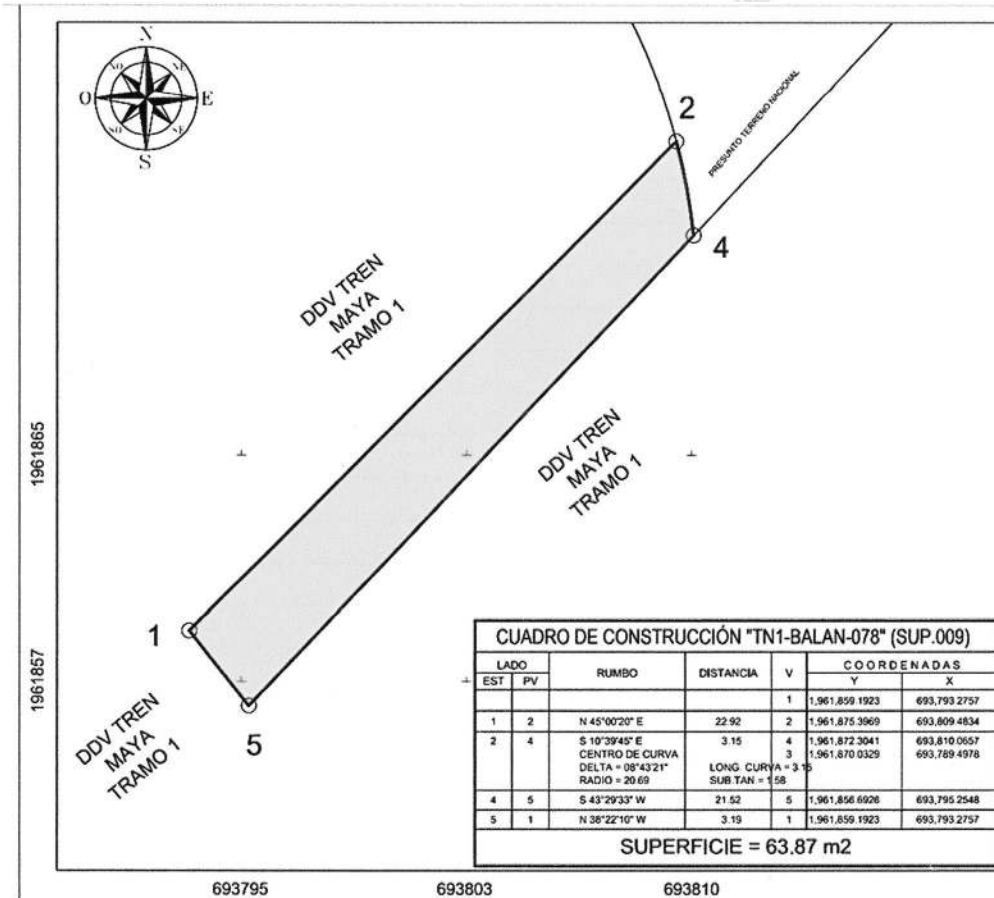 N
NO NE
O E
SO SE
S
2
PRESUNTO TERRENO NACIONAL
4
DDV TREN
MAYA
TRAMO 1
DDV TREN
MAYA
TRAMO 1
1961865
1
1961857
5
DDV TREN
MAYA
TRAMO 1
CUADRO DE CONSTRUCCIÓN "TN1-BALAN-078" (SUP.009)
LADO RUMBO DISTANCIA V COORDENADAS
EST PV Y X
1 1,961,859.1923 693,793.2757
1 2 N 45°00'20" E 22.92 2 1,961,875.3969 693,809.4834
2 4 S 10°39'45" E 3.15 4 1,961,872.3041 693,810.0657
CENTRO DE CURVA 3 1,961,870.0329 693,789.4978
DELTA = 08°43'21" LONG. CURVA = 3.15
RADIO = 20.69 SUB.TAN.= 1.58
4 5 S 43°29'33" W 21.52 5 1,961,856.6926 693,795.2548
5 1 N 38°22'10" W 3.19 1 1,961,859.1923 693,793.2757
SUPERFICIE = 63.87 m2
693795 693803 693810